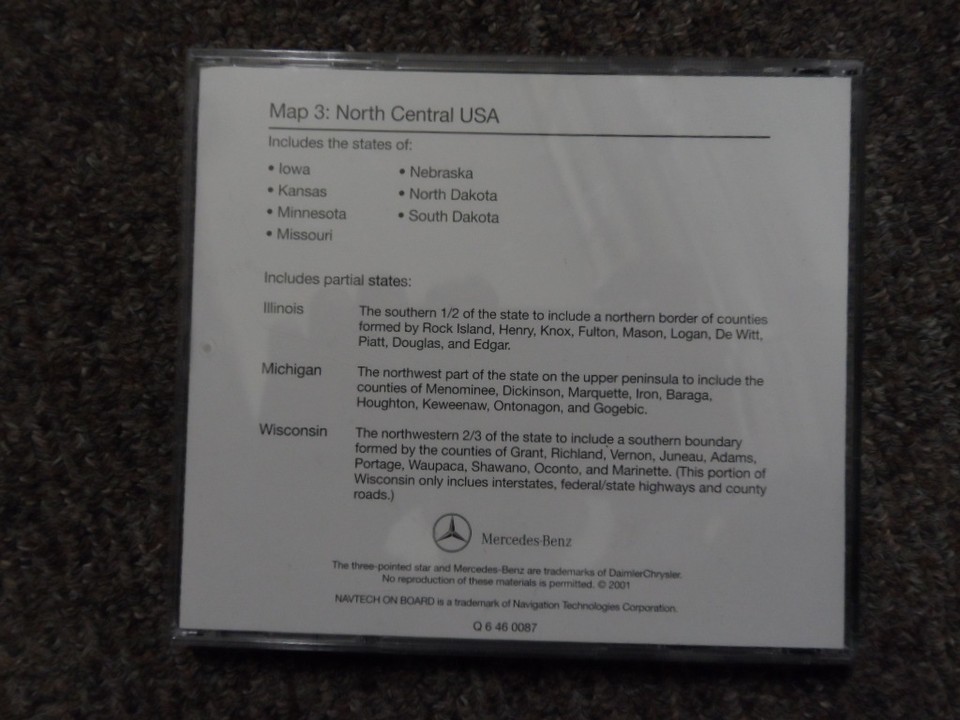 Map 3: North Central USA
Includes the states of:
• Iowa
• Kansas
• Minnesota
• Missouri
• Nebraska
• North Dakota
• South Dakota
Includes partial states:
Illinois
The southern 1/2 of the state to include a northern border of counties
formed by Rock Island, Henry, Knox, Fulton, Mason, Logan, De Witt,
Piatt, Douglas, and Edgar.
Michigan
The northwest part of the state on the upper peninsula to include the
counties of Menominee, Dickinson, Marquette, Iron, Baraga,
Houghton, Keweenaw, Ontonagon, and Gogebic.
Wisconsin
The northwestern 2/3 of the state to include a southern boundary
formed by the counties of Grant, Richland, Vernon, Juneau, Adams,
Portage, Waupaca, Shawano, Oconto, and Marinette. (This portion of
Wisconsin only inclues interstates, federal/state highways and county
roads.)
Mercedes-Benz
The three-pointed star and Mercedes-Benz are trademarks of DaimlerChrysler.
No reproduction of these materials is permitted. © 2001
NAVTECH ON BOARD is a trademark of Navigation Technologies Corporation.
Q 6 46 0087